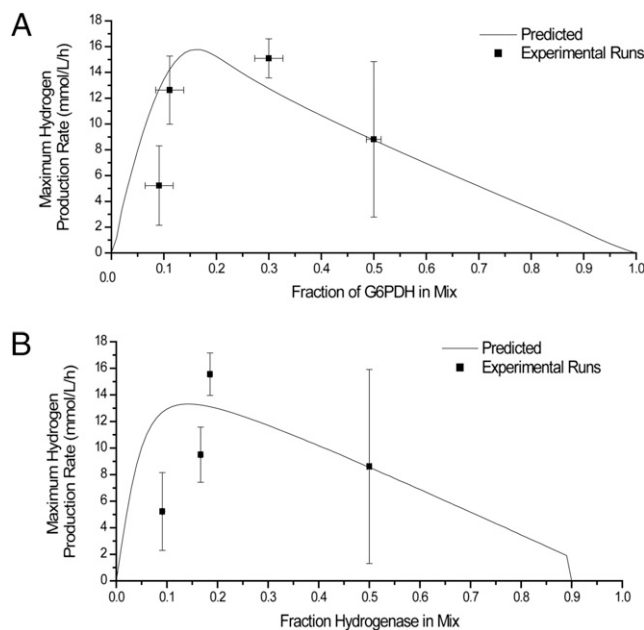 A
Maximum Hydrogen
Production Rate (mmol/L/h)
18
16
14
12
10
8
6
4
2
0
Predicted
Experimental Runs
0.0 0.1 0.2 0.3 0.4 0.5 0.6 0.7 0.8 0.9 1.0
Fraction of G6PDH in Mix
B
Maximum Hydrogen
Production Rate (mmol/L/h)
18
16
14
12
10
8
6
4
2
0
Predicted
Experimental Runs
0.0 0.1 0.2 0.3 0.4 0.5 0.6 0.7 0.8 0.9 1.0
Fraction Hydrogenase in Mix